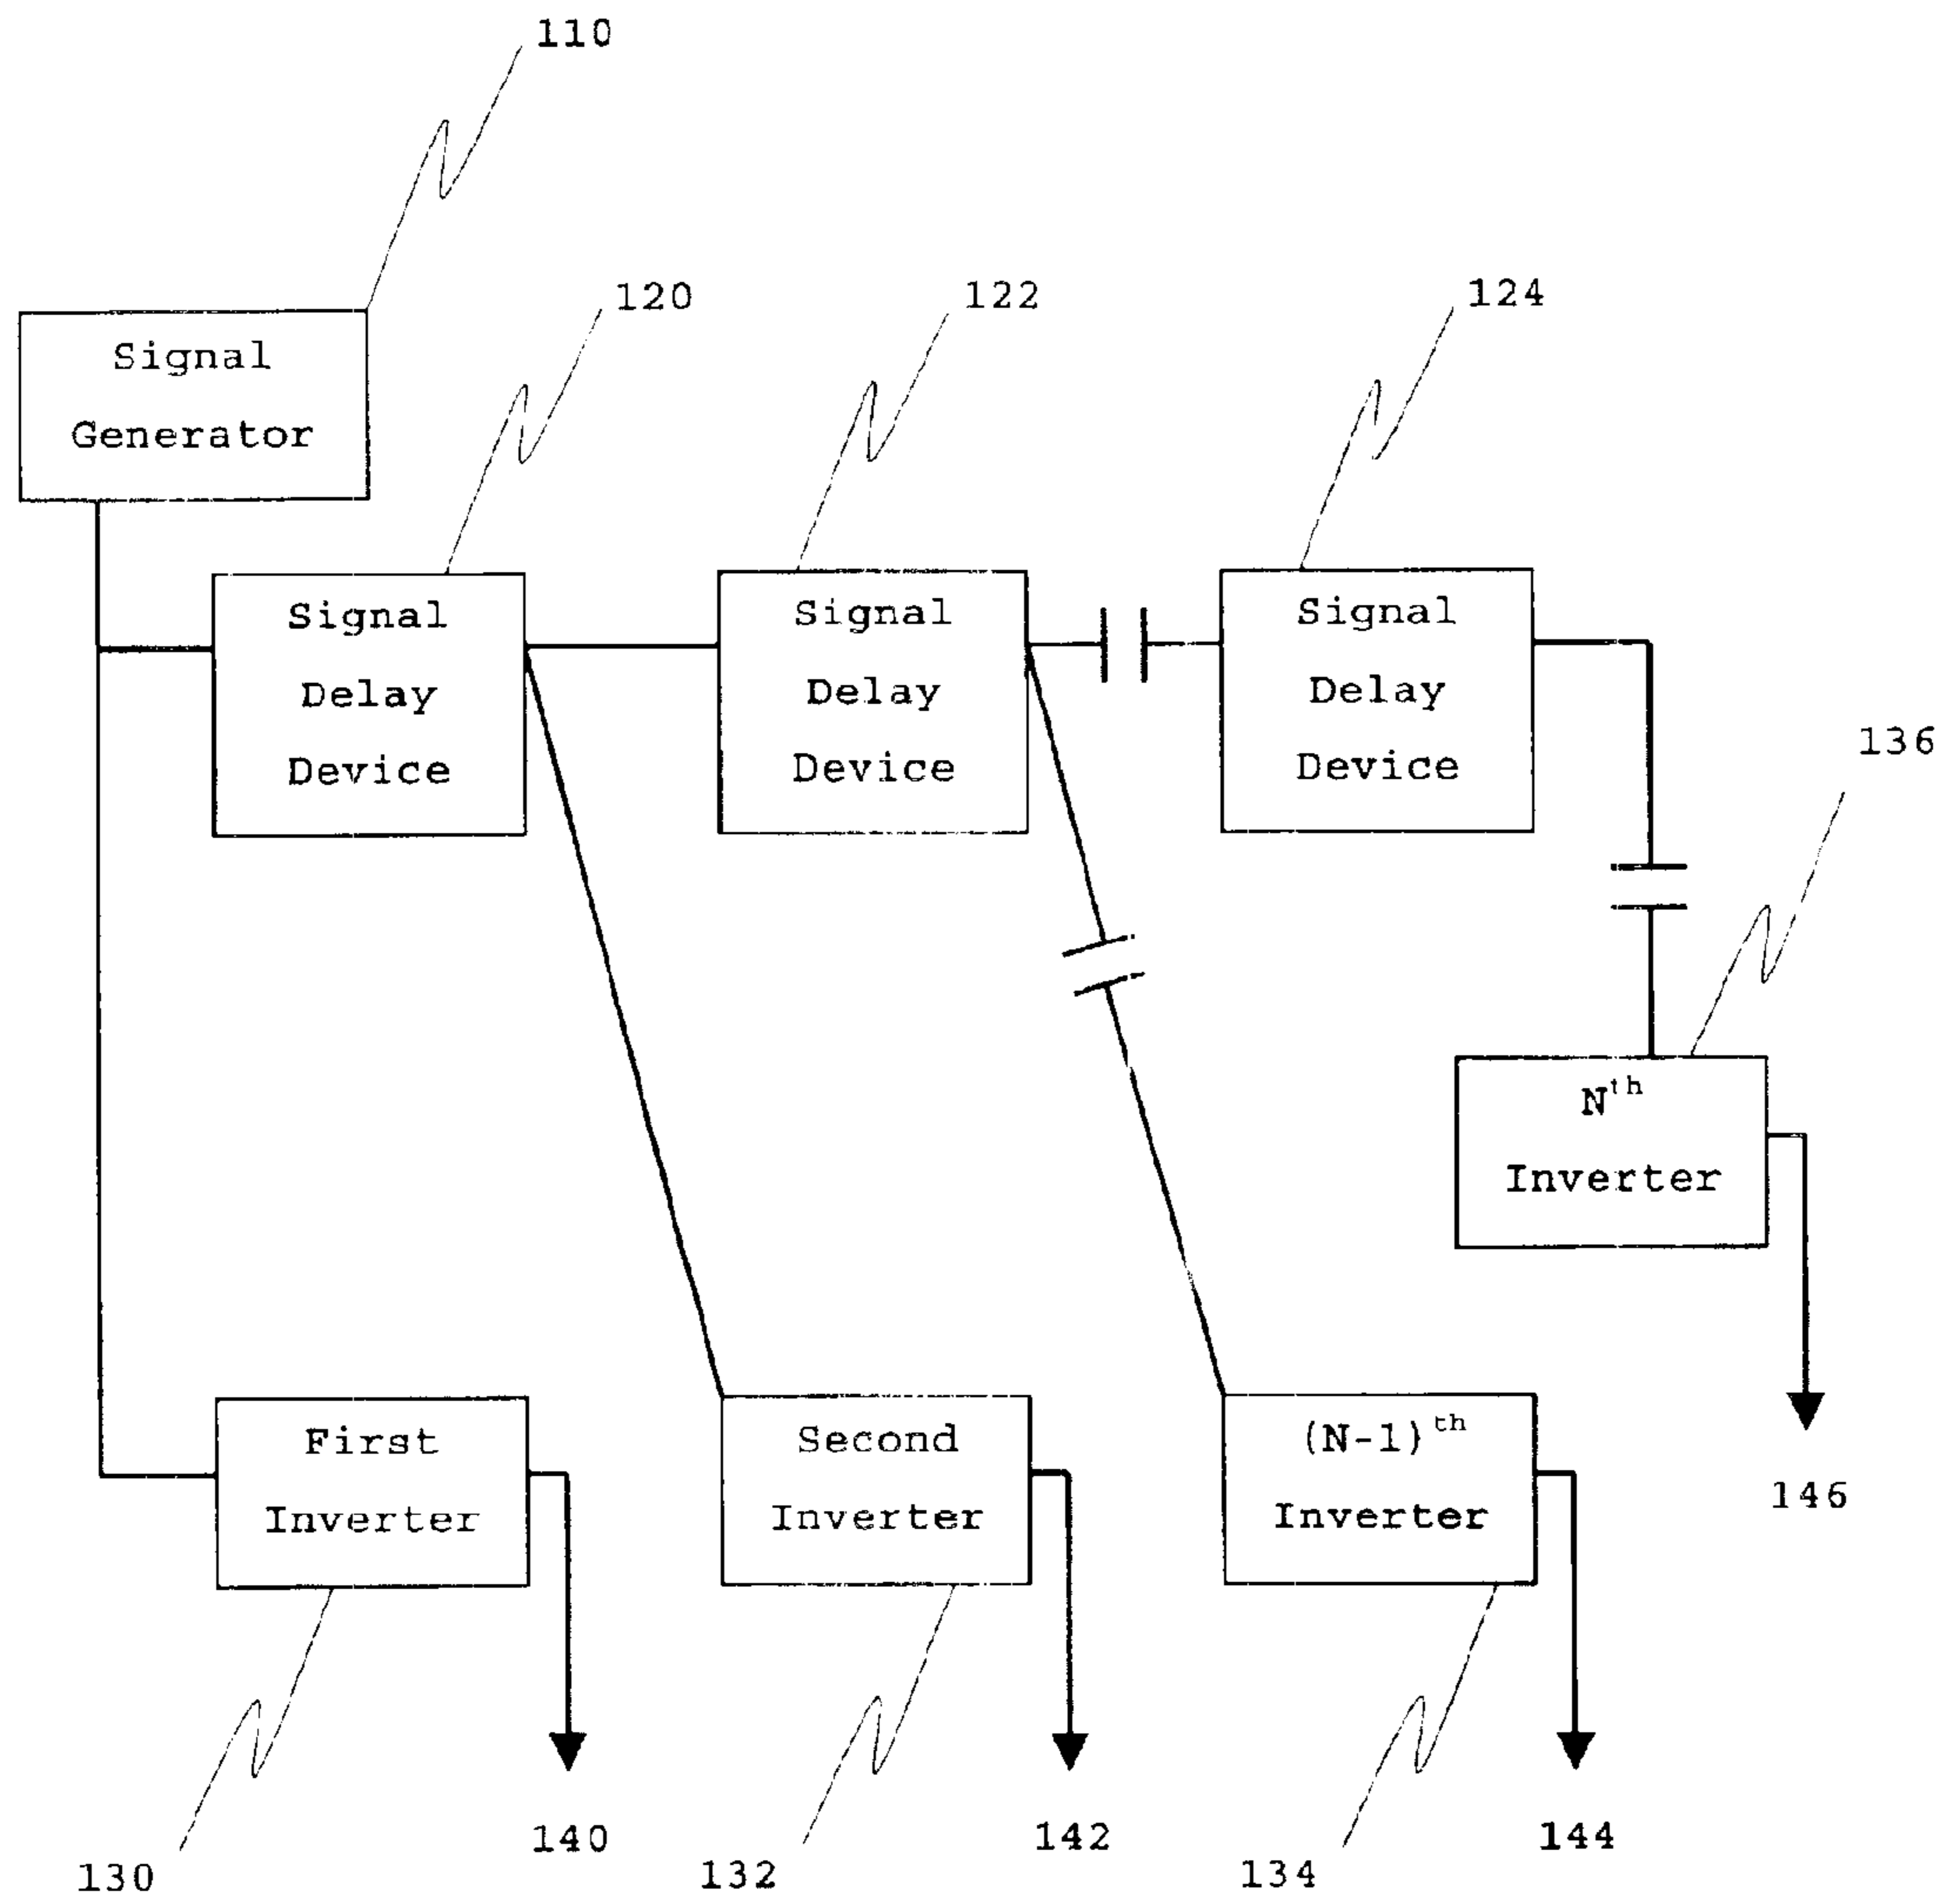 110
120
122
124
Signal
Generator
Signal
Delay
Device
Signal
Delay
Device
Signal
Delay
Device
136
Nth
Inverter
First
Inverter
Second
Inverter
(N-1)th
Inverter
146
130
140
132
142
134
144